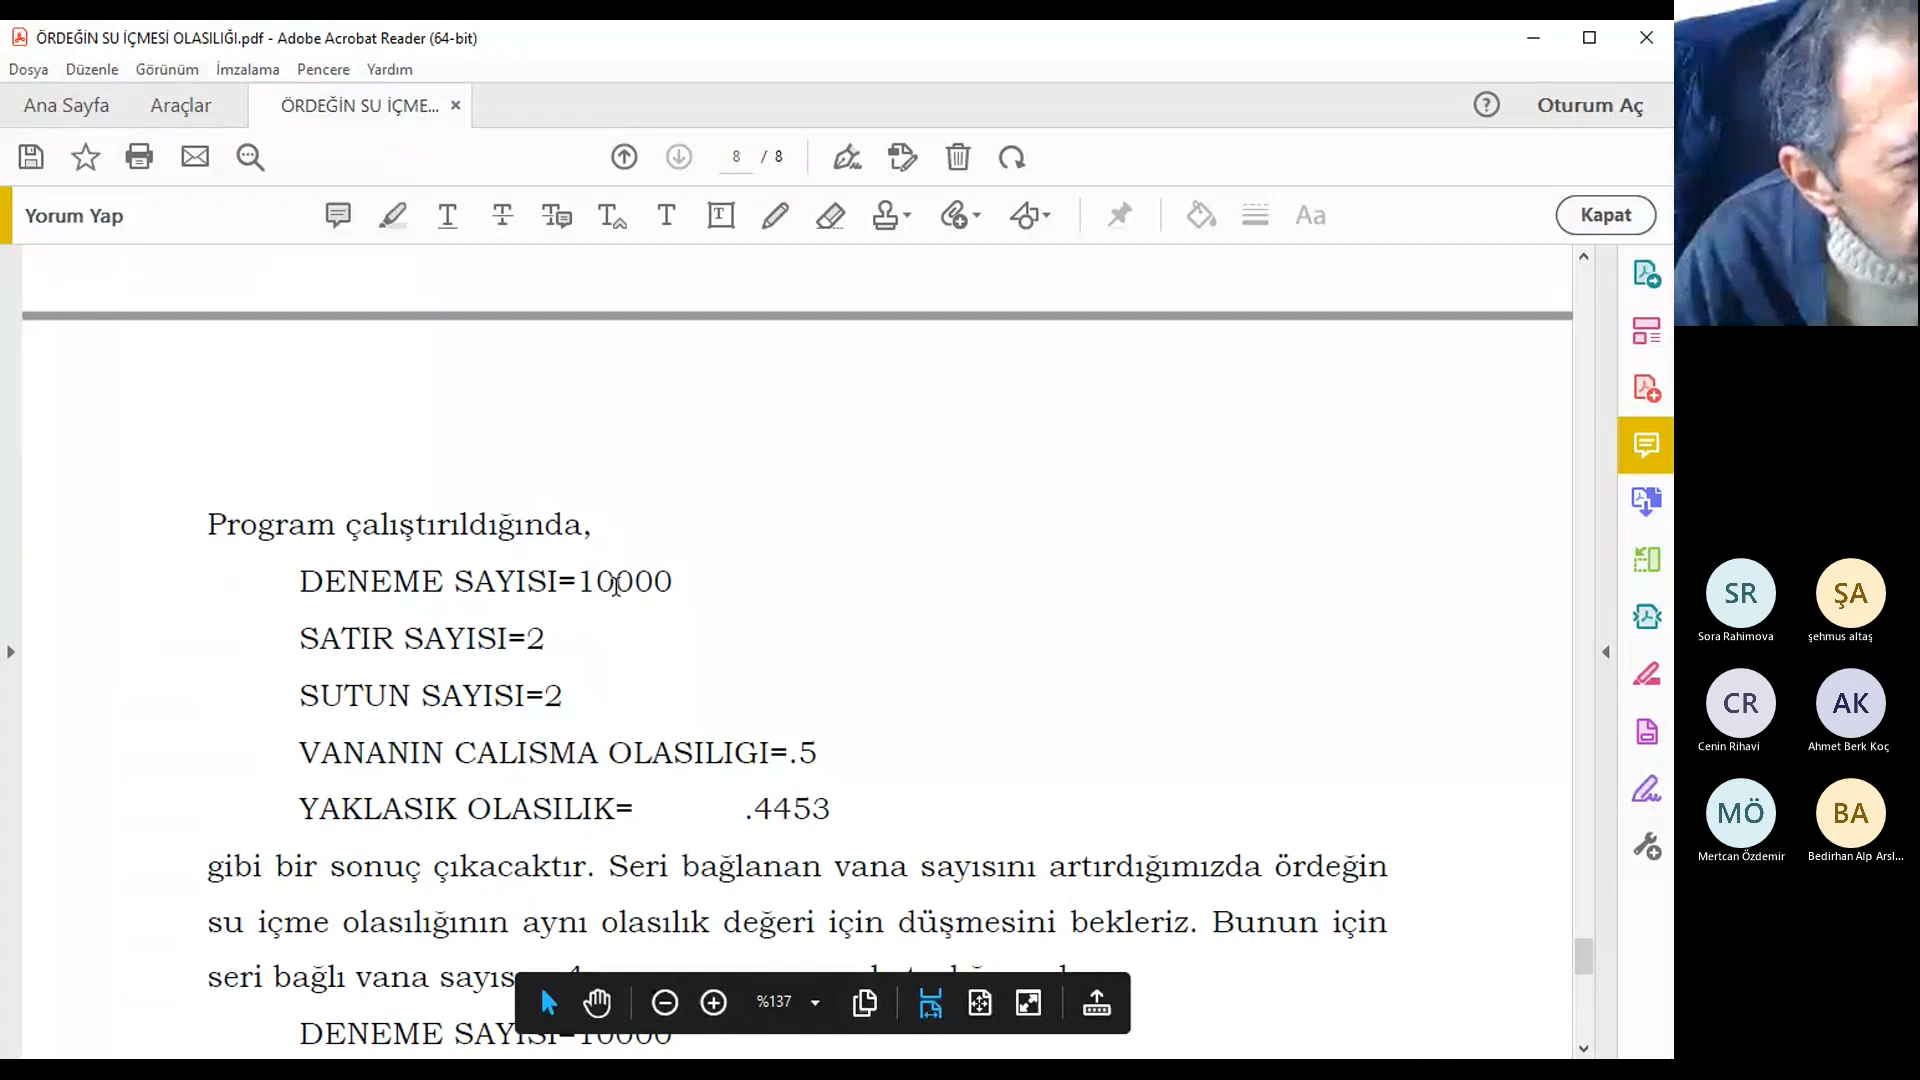 ÖRDEĞİN SU İÇMESİ OLASILIĞI.pdf - Adobe Acrobat Reader (64-bit)
Dosya Düzenle Görünüm İmzalama Pencere Yardım
Ana Sayfa Araçlar ÖRDEĞİN SU İÇME... × Oturum Aç
8 / 8
Yorum Yap Kapat
Program çalıştırıldığında,
DENEME SAYISI=10000
SATIR SAYISI=2
SUTUN SAYISI=2
VANANIN CALISMA OLASILIGI=.5
YAKLASIK OLASILIK= .4453
gibi bir sonuç çıkacaktır. Seri bağlanan vana sayısını artırdığımızda ördeğin
su içme olasılığının aynı olasılık değeri için düşmesini bekleriz. Bunun için
seri bağlı vana
DENEME SAYISI=10000
%137
SR ŞA
Sora Rahimova şehmus altaş
CR AK
Cenin Rihavi Ahmet Berk Koç
MÖ BA
Mertcan Özdemir Bedirhan Alp Arsl...